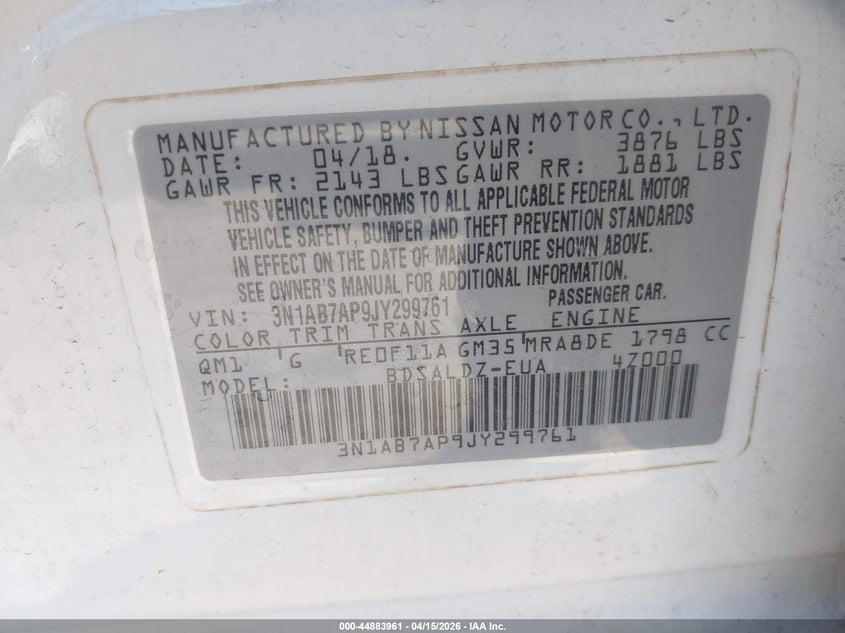 MANUFACTURED BY NISSAN MOTOR CO., LTD.
DATE: 04/18. GVWR: 3876 LBS
GAWR FR: 2143 LBS GAWR RR: 1881 LBS
THIS VEHICLE CONFORMS TO ALL APPLICABLE FEDERAL MOTOR
VEHICLE SAFETY, BUMPER AND THEFT PREVENTION STANDARDS
IN EFFECT ON THE DATE OF MANUFACTURE SHOWN ABOVE.
SEE OWNER'S MANUAL FOR ADDITIONAL INFORMATION.
VIN: 3N1AB7AP9JY299761 PASSENGER CAR.
COLOR TRIM TRANS AXLE ENGINE
QM1 G RE0F11A GM35 MRA8DE 1798 CC
MODEL: BDSALDZ-EUA 4Z000
3N1AB7AP9JY299761
000-44883961 - 04/15/2026 - IAA Inc.